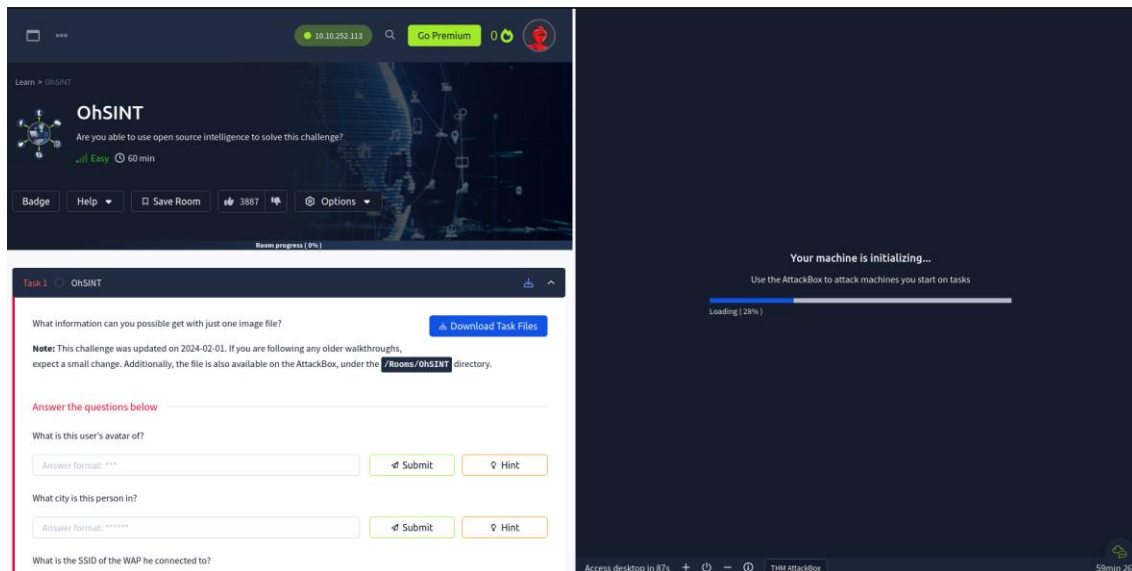 10.10.252.113
Go Premium
0
Learn > OhSINT
OhSINT
Are you able to use open source intelligence to solve this challenge?
Easy 60 min
Badge Help Save Room 3887 Options
Room progress ( 0% )
Task 1 OhSINT
What information can you possible get with just one image file?
Download Task Files
Note: This challenge was updated on 2024-02-01. If you are following any older walkthroughs,
expect a small change. Additionally, the file is also available on the AttackBox, under the /Rooms/OhSINT directory.
Answer the questions below
What is this user's avatar of?
Answer format: ***
Submit Hint
What city is this person in?
Answer format: ******
Submit Hint
What is the SSID of the WAP he connected to?
Your machine is initializing...
Use the AttackBox to attack machines you start on tasks
Loading ( 28% )
Access desktop in 87s THM AttackBox 59min 26